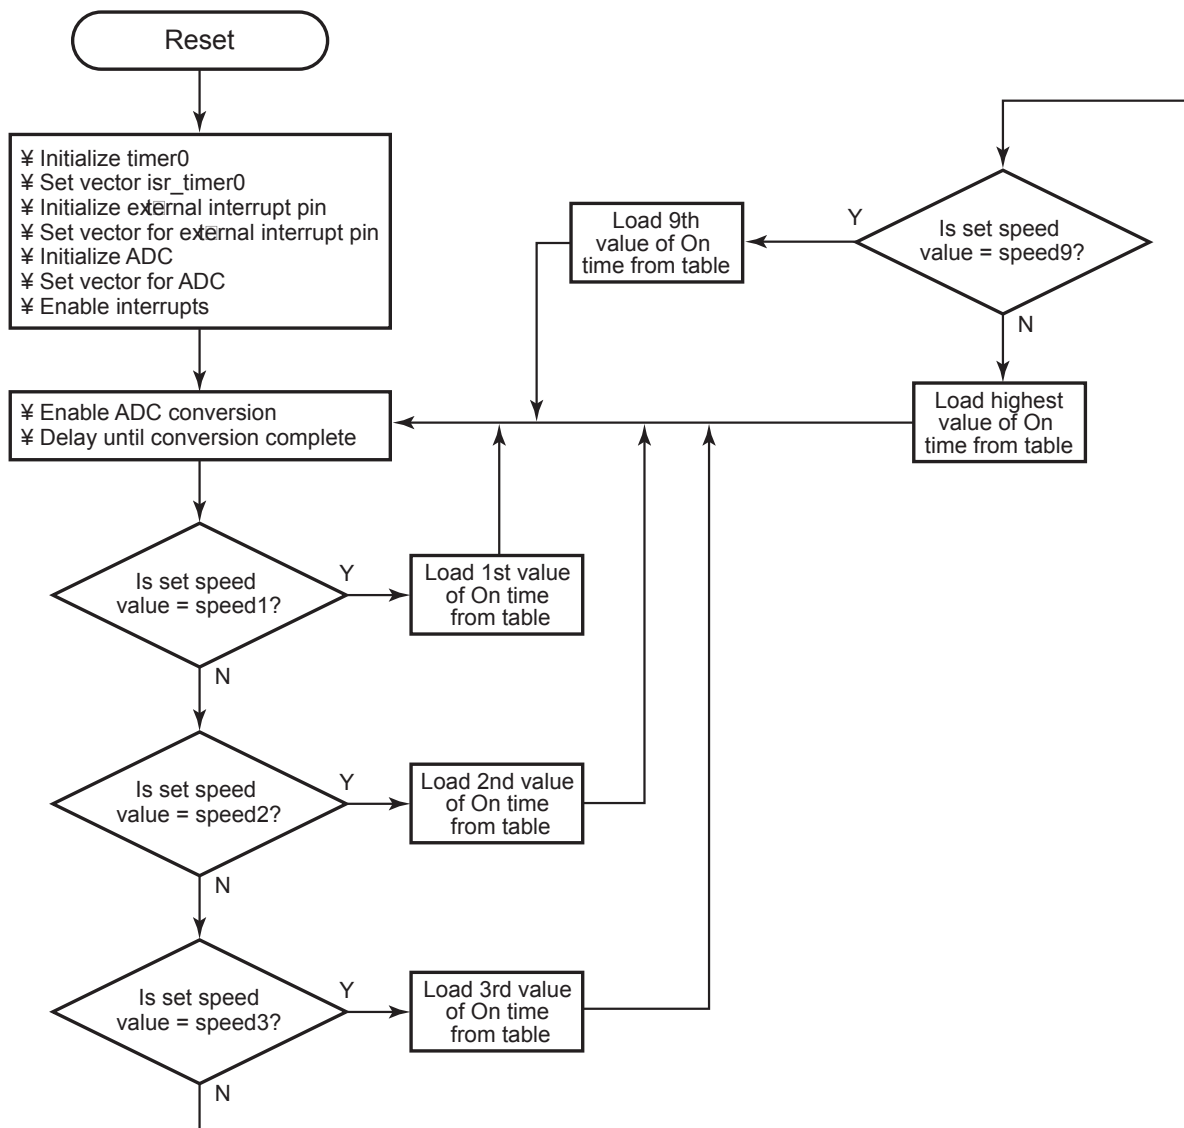 Reset
¥ Initialize timer0
¥ Set vector isr_timer0
¥ Initialize external interrupt pin
¥ Set vector for external interrupt pin
¥ Initialize ADC
¥ Set vector for ADC
¥ Enable interrupts
Load 9th
value of On
time from table
Y
Is set speed
value = speed9?
N
¥ Enable ADC conversion
¥ Delay until conversion complete
Load highest
value of On
time from table
Is set speed
value = speed1?
Y
Load 1st value
of On time
from table
N
Is set speed
value = speed2?
Y
Load 2nd value
of On time
from table
N
Is set speed
value = speed3?
Y
Load 3rd value
of On time
from table
N